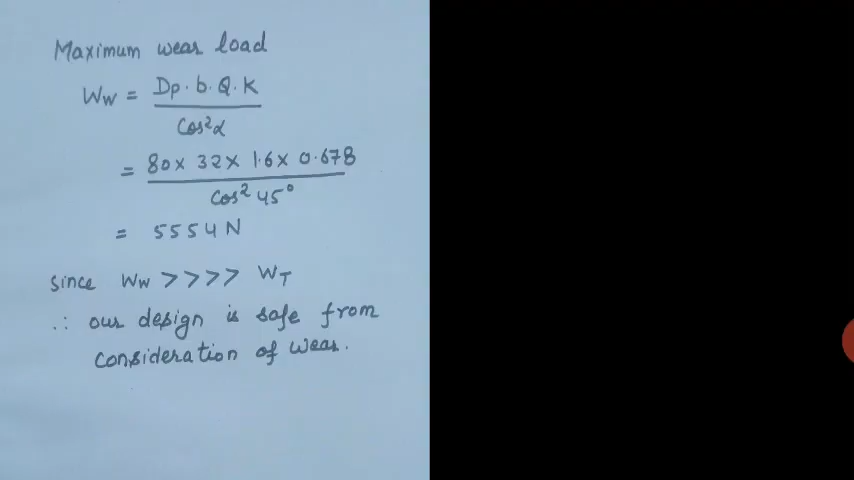 Maximum wear load
Ww = Dp. b. Q. K
Cos²α
= 80 x 32 x 1.6 x 0.678
Cos² 45°
= 5554 N
since Ww >>>> WT
∴ our design is safe from
consideration of wear.